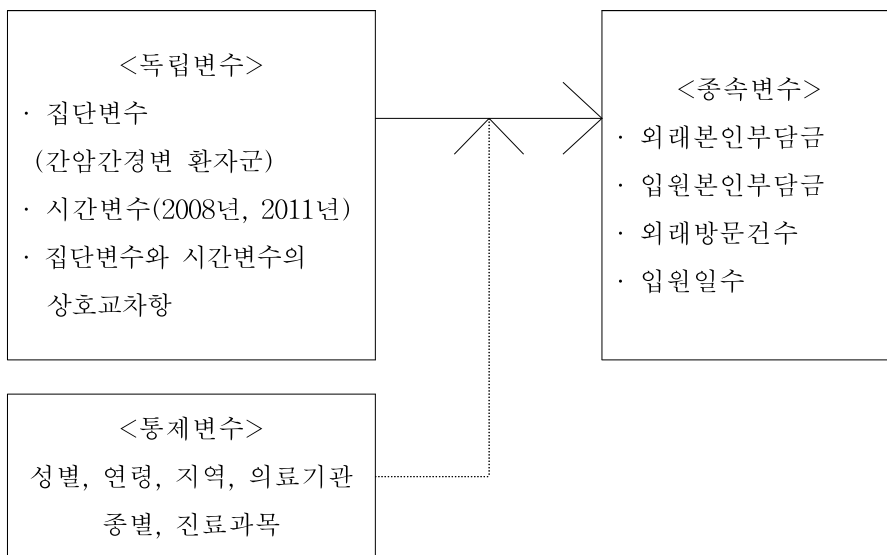 <독립변수>
· 집단변수
(간암간경변 환자군)
· 시간변수(2008년, 2011년)
· 집단변수와 시간변수의
상호교차항
<종속변수>
· 외래본인부담금
· 입원본인부담금
· 외래방문건수
· 입원일수
<통제변수>
성별, 연령, 지역, 의료기관
종별, 진료과목